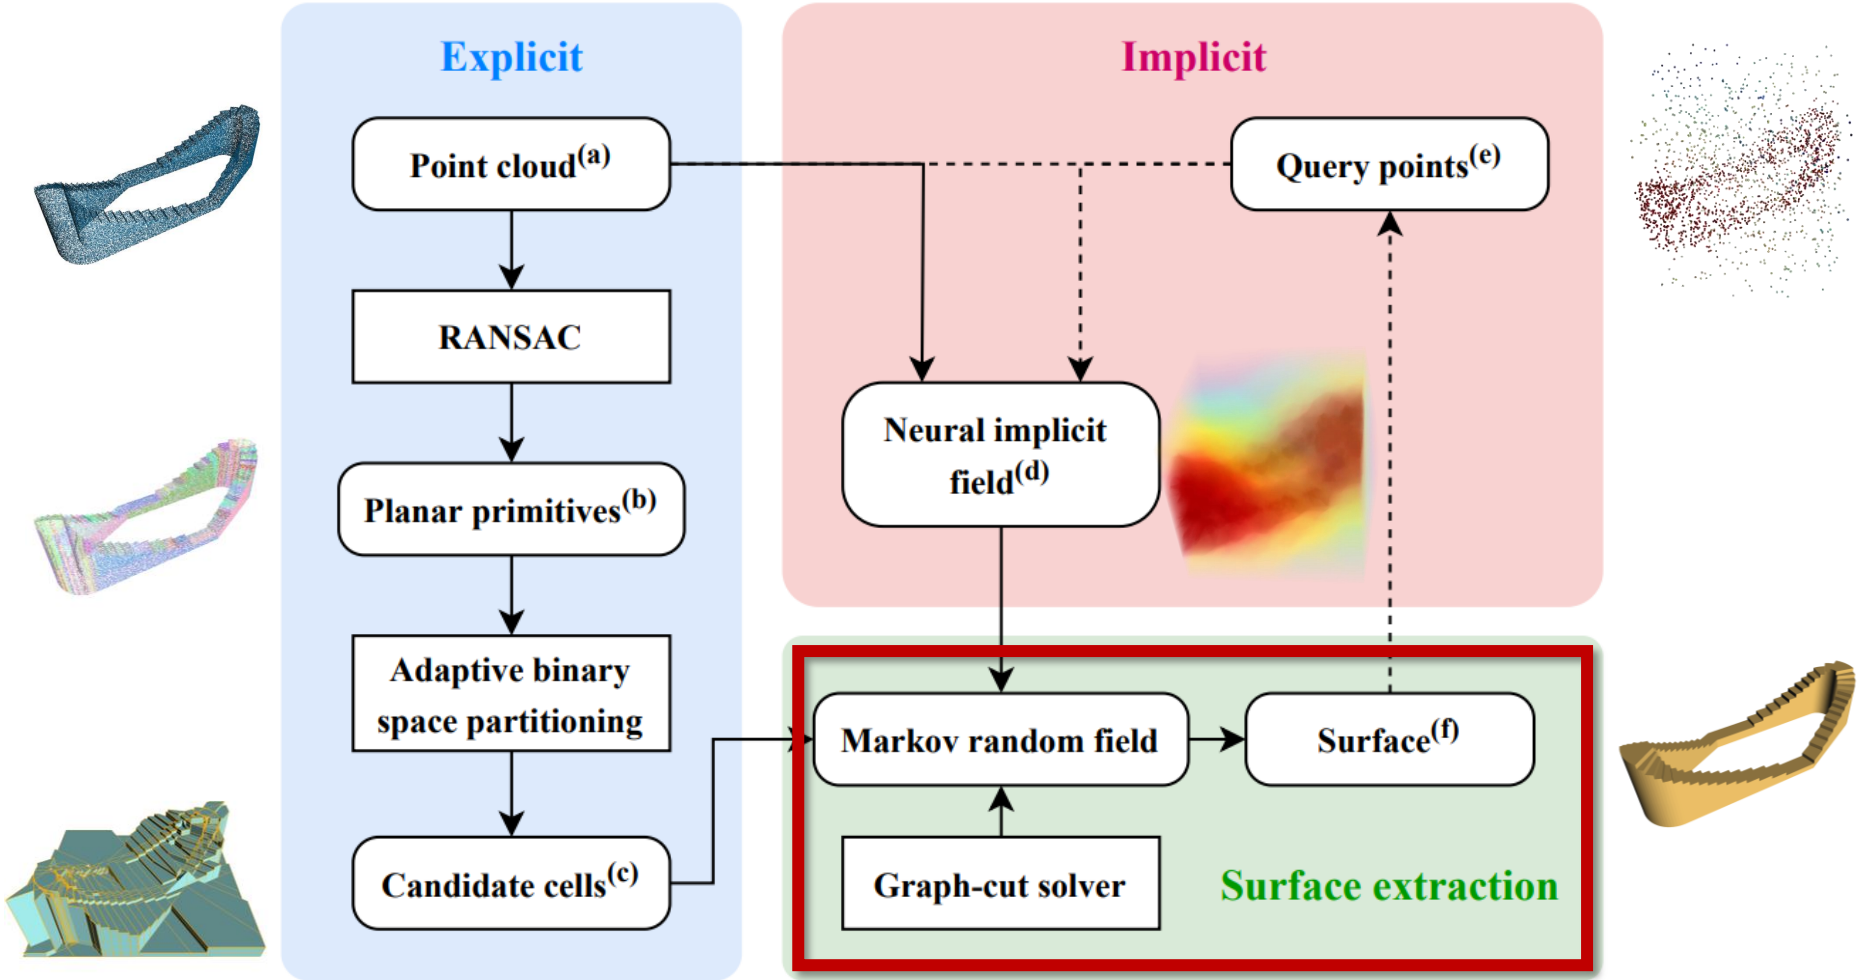 Explicit
Point cloud(a)
RANSAC
Planar primitives(b)
Adaptive binary
space partitioning
Candidate cells(c)
Implicit
Query points(e)
Neural implicit
field(d)
Markov random field
Surface(f)
Graph-cut solver
Surface extraction